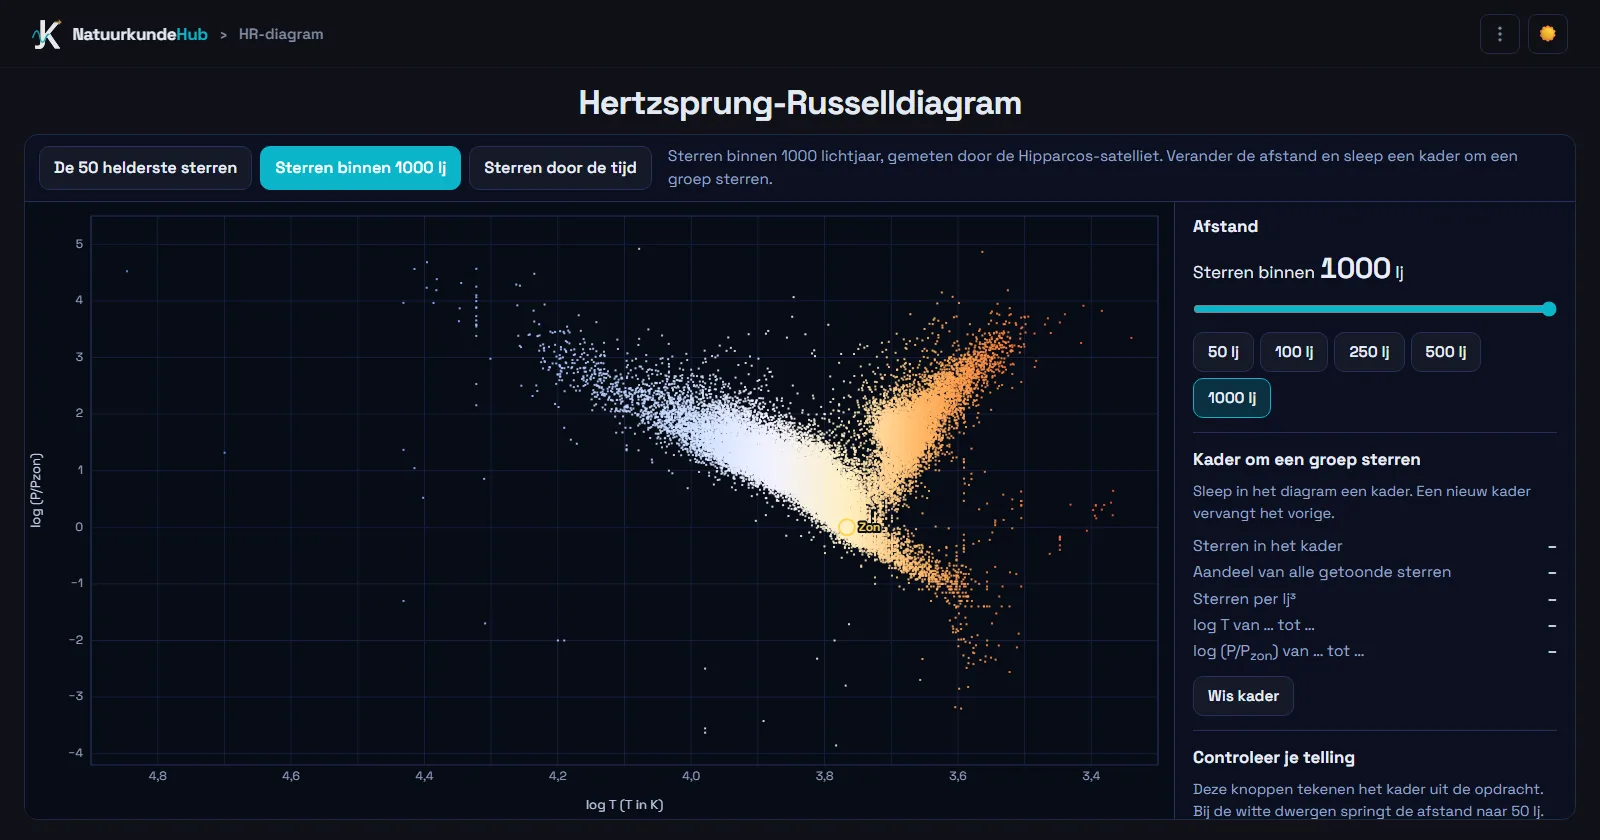 NatuurkundeHub > HR-diagram
Hertzsprung-Russelldiagram
De 50 helderste sterren
Sterren binnen 1000 lj
Sterren door de tijd
Sterren binnen 1000 lichtjaar, gemeten door de Hipparcos-satelliet. Verander de afstand en sleep een kader om een
groep sterren.
5
4
3
2
1
0
−1
−2
−3
−4
log (P/Pzon)
Zon
4,8
4,6
4,4
4,2
4,0
3,8
3,6
3,4
log T (T in K)
Afstand
Sterren binnen 1000 lj
50 lj
100 lj
250 lj
500 lj
1000 lj
Kader om een groep sterren
Sleep in het diagram een kader. Een nieuw kader
vervangt het vorige.
Sterren in het kader –
Aandeel van alle getoonde sterren –
Sterren per lj³ –
log T van ... tot ... –
log (P/Pzon) van ... tot ... –
Wis kader
Controleer je telling
Deze knoppen tekenen het kader uit de opdracht.
Bij de witte dwergen springt de afstand naar 50 lj.